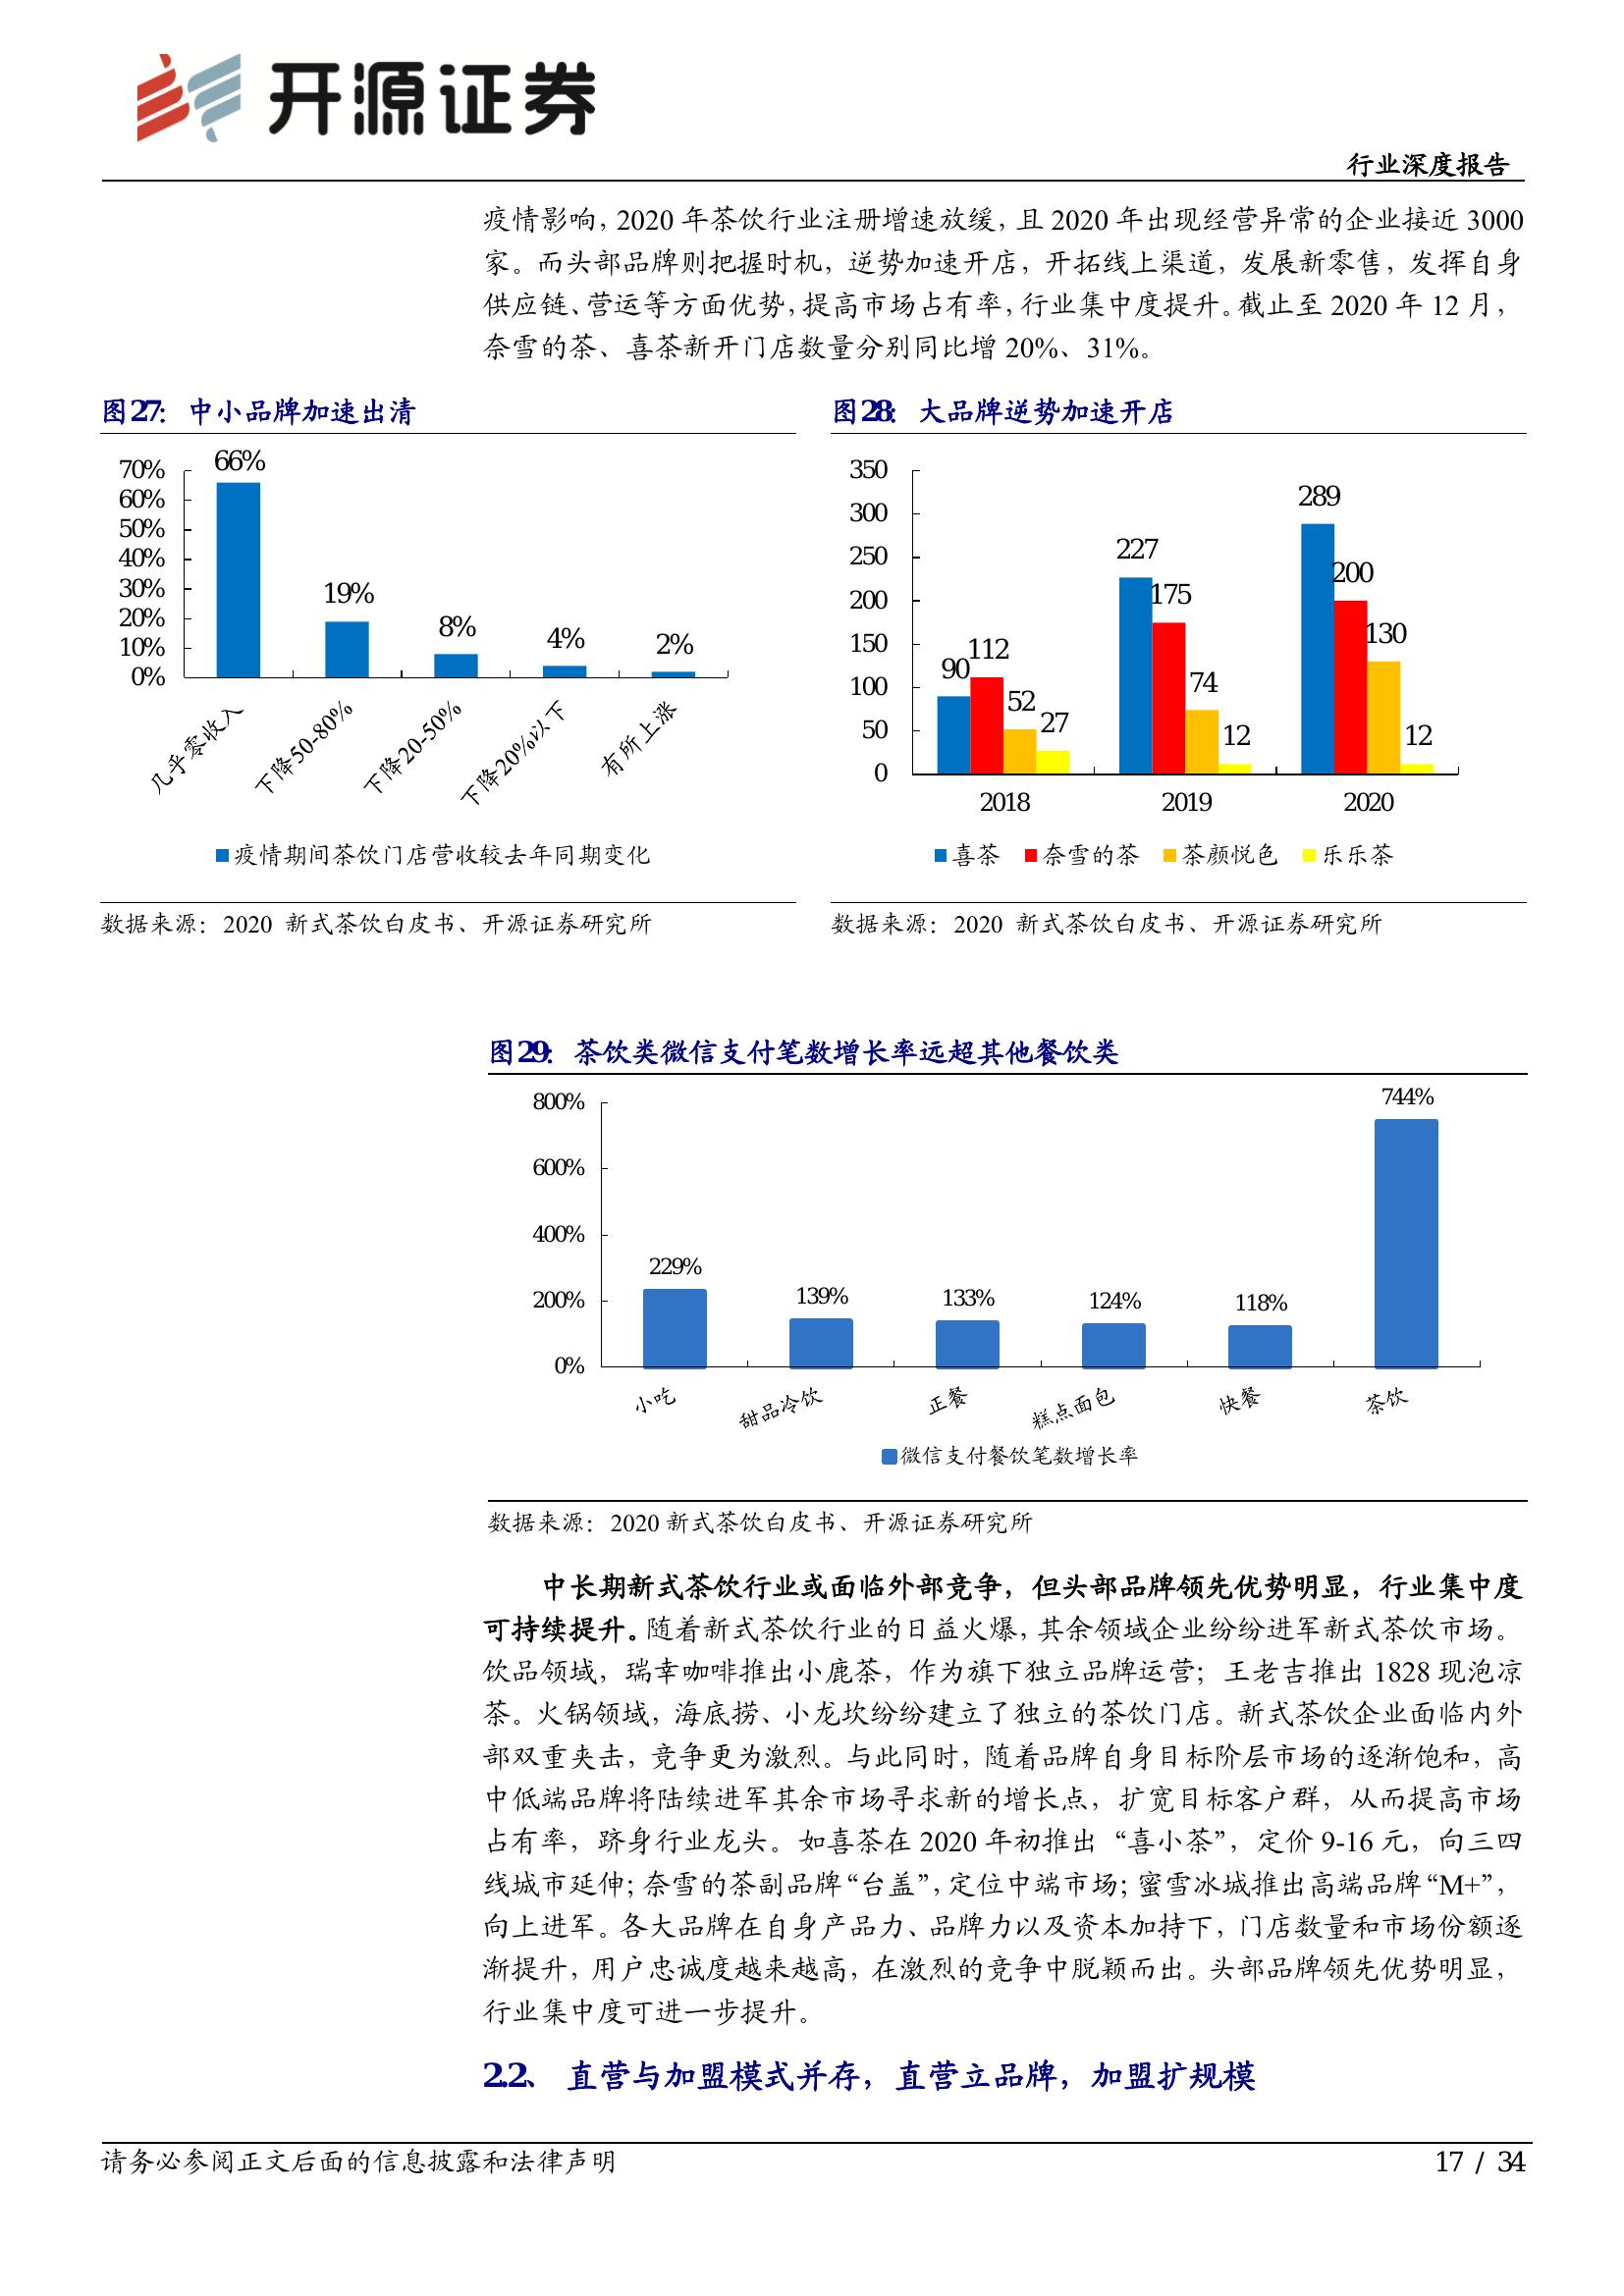 开源证券
行业深度报告
疫情影响，2020 年茶饮行业注册增速放缓，且 2020 年出现经营异常的企业接近 3000
家。而头部品牌则把握时机，逆势加速开店，开拓线上渠道，发展新零售，发挥自身
供应链、营运等方面优势，提高市场占有率，行业集中度提升。截止至 2020 年 12 月，
奈雪的茶、喜茶新开门店数量分别同比增 20%、31%。
图27： 中小品牌加速出清
70%
60%
50%
40%
30%
20%
10%
0%
66%
19%
8%
4%
2%
几乎零收入
下降50-80%
下降20-50%
下降20%以下
有所上涨
疫情期间茶饮门店营收较去年同期变化
数据来源：2020 新式茶饮白皮书、开源证券研究所
图28： 大品牌逆势加速开店
350
300
250
200
150
100
50
0
90
112
52
27
227
175
74
12
289
200
130
12
2018
2019
2020
喜茶 奈雪的茶 茶颜悦色 乐乐茶
数据来源：2020 新式茶饮白皮书、开源证券研究所
图29： 茶饮类微信支付笔数增长率远超其他餐饮类
800%
600%
400%
200%
0%
229%
139%
133%
124%
118%
744%
小吃
甜品冷饮
正餐
糕点面包
快餐
茶饮
微信支付餐饮笔数增长率
数据来源：2020 新式茶饮白皮书、开源证券研究所
中长期新式茶饮行业或面临外部竞争，但头部品牌领先优势明显，行业集中度
可持续提升。随着新式茶饮行业的日益火爆，其余领域企业纷纷进军新式茶饮市场。
饮品领域，瑞幸咖啡推出小鹿茶，作为旗下独立品牌运营；王老吉推出 1828 现泡凉
茶。火锅领域，海底捞、小龙坎纷纷建立了独立的茶饮门店。新式茶饮企业面临内外
部双重夹击，竞争更为激烈。与此同时，随着品牌自身目标阶层市场的逐渐饱和，高
中低端品牌将陆续进军其余市场寻求新的增长点，扩宽目标客户群，从而提高市场
占有率，跻身行业龙头。如喜茶在 2020 年初推出“喜小茶”，定价 9-16 元，向三四
线城市延伸；奈雪的茶副品牌“台盖”，定位中端市场；蜜雪冰城推出高端品牌“M+”，
向上进军。各大品牌在自身产品力、品牌力以及资本加持下，门店数量和市场份额逐
渐提升，用户忠诚度越来越高，在激烈的竞争中脱颖而出。头部品牌领先优势明显，
行业集中度可进一步提升。
2.2、 直营与加盟模式并存，直营立品牌，加盟扩规模
请务必参阅正文后面的信息披露和法律声明
17 / 34